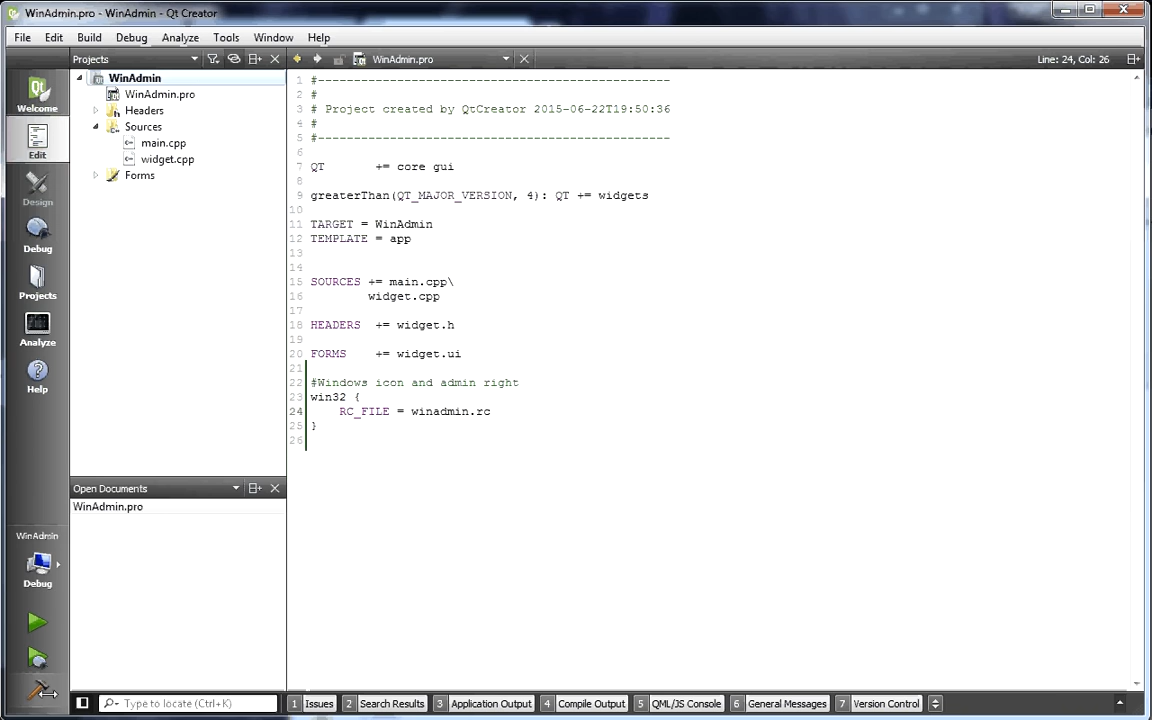 WinAdmin.pro - WinAdmin - Qt Creator
File Edit Build Debug Analyze Tools Window Help
Projects
WinAdmin.pro
Line: 24, Col: 26
Welcome
Edit
Design
Debug
Projects
Analyze
Help
WinAdmin
Debug
WinAdmin
WinAdmin.pro
Headers
Sources
main.cpp
widget.cpp
Forms
Open Documents
WinAdmin.pro
1 #-------------------------------------------------
2 #
3 # Project created by QtCreator 2015-06-22T19:50:36
4 #
5 #-------------------------------------------------
6
7 QT       += core gui
8
9 greaterThan(QT_MAJOR_VERSION, 4): QT += widgets
10
11 TARGET = WinAdmin
12 TEMPLATE = app
13
14
15 SOURCES += main.cpp\
16         widget.cpp
17
18 HEADERS  += widget.h
19
20 FORMS    += widget.ui
21
22 #Windows icon and admin right
23 win32 {
24     RC_FILE = winadmin.rc
25 }
26
Type to locate (Ctrl+K)
1 Issues 2 Search Results 3 Application Output 4 Compile Output 5 QML/JS Console 6 General Messages 7 Version Control